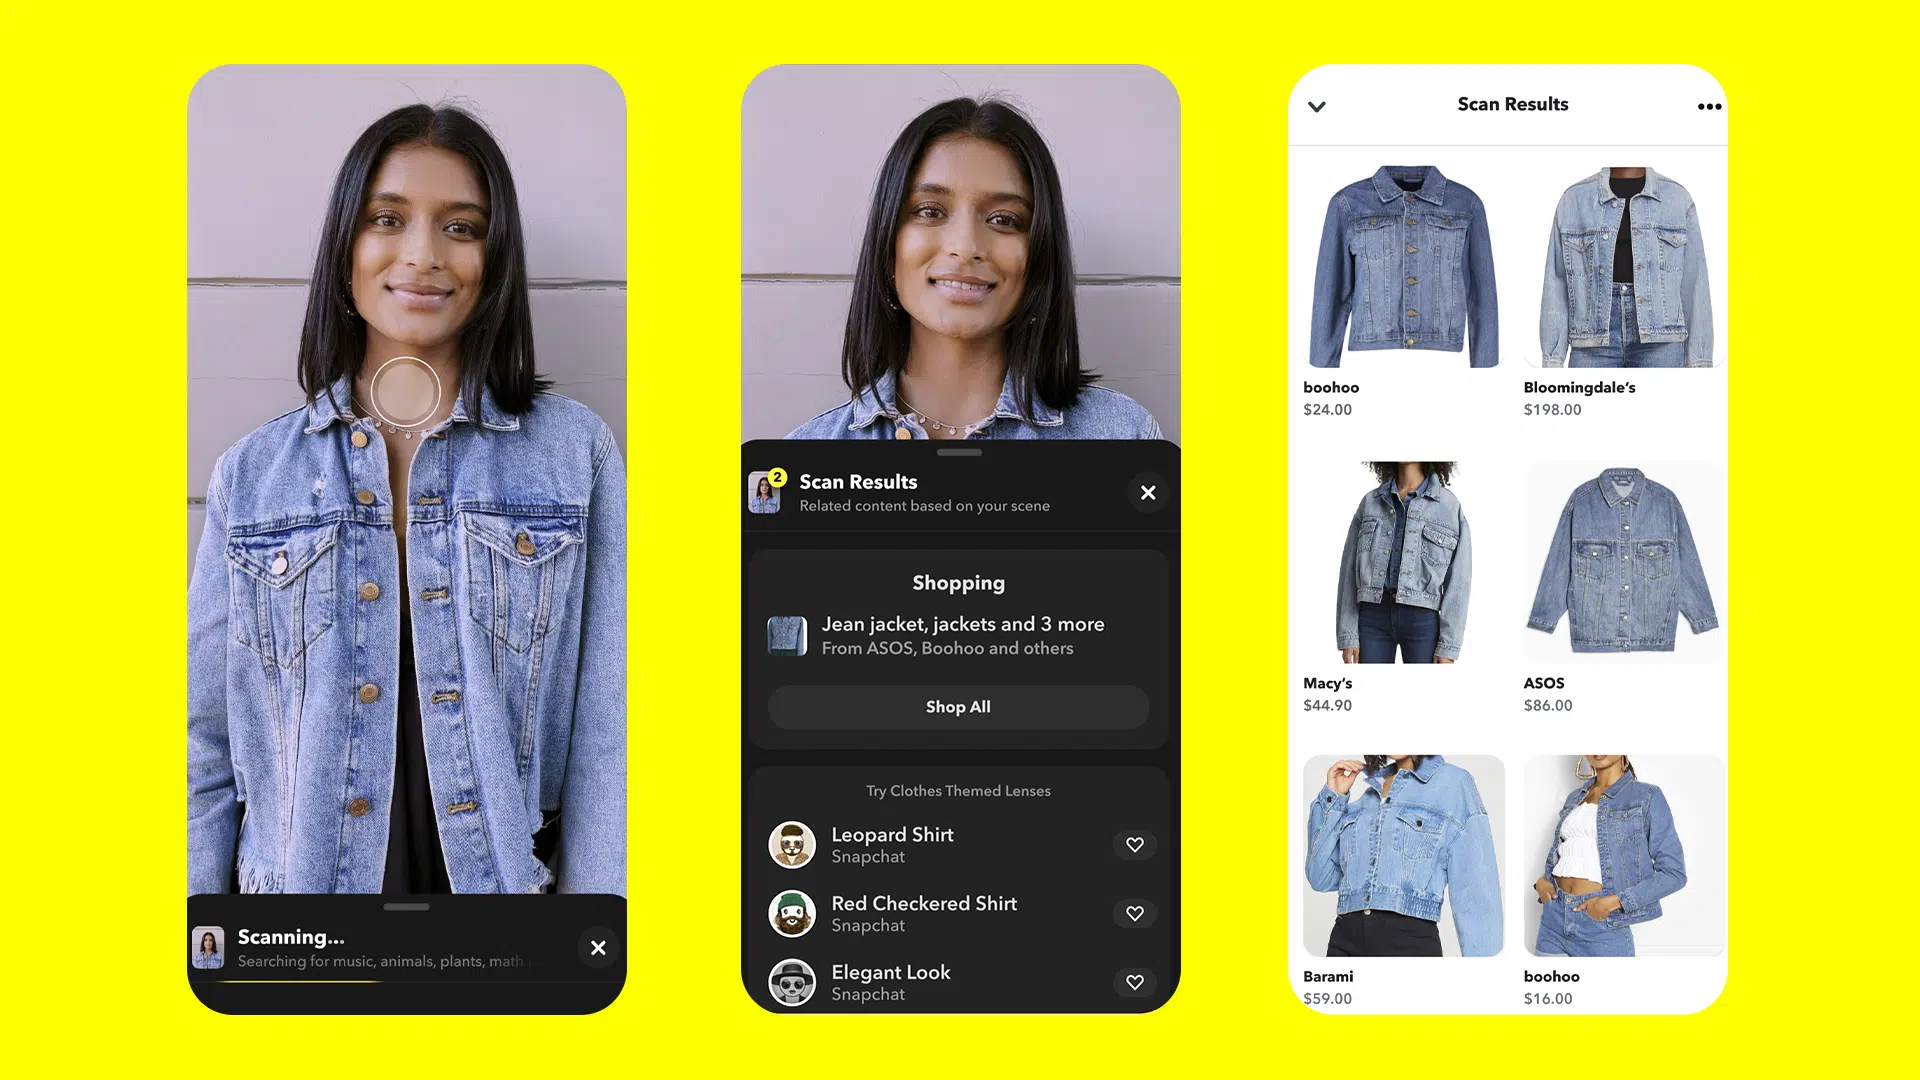 Scanning...
Searching for music, animals, plants, math
2
Scan Results
Related content based on your scene
Shopping
Jean jacket, jackets and 3 more
From ASOS, Boohoo and others
Shop All
Try Clothes Themed Lenses
Leopard Shirt
Snapchat
Red Checkered Shirt
Snapchat
Elegant Look
Snapchat
Scan Results
boohoo
$24.00
Bloomingdale’s
$198.00
Macy’s
$44.90
ASOS
$86.00
Barami
$59.00
boohoo
$16.00